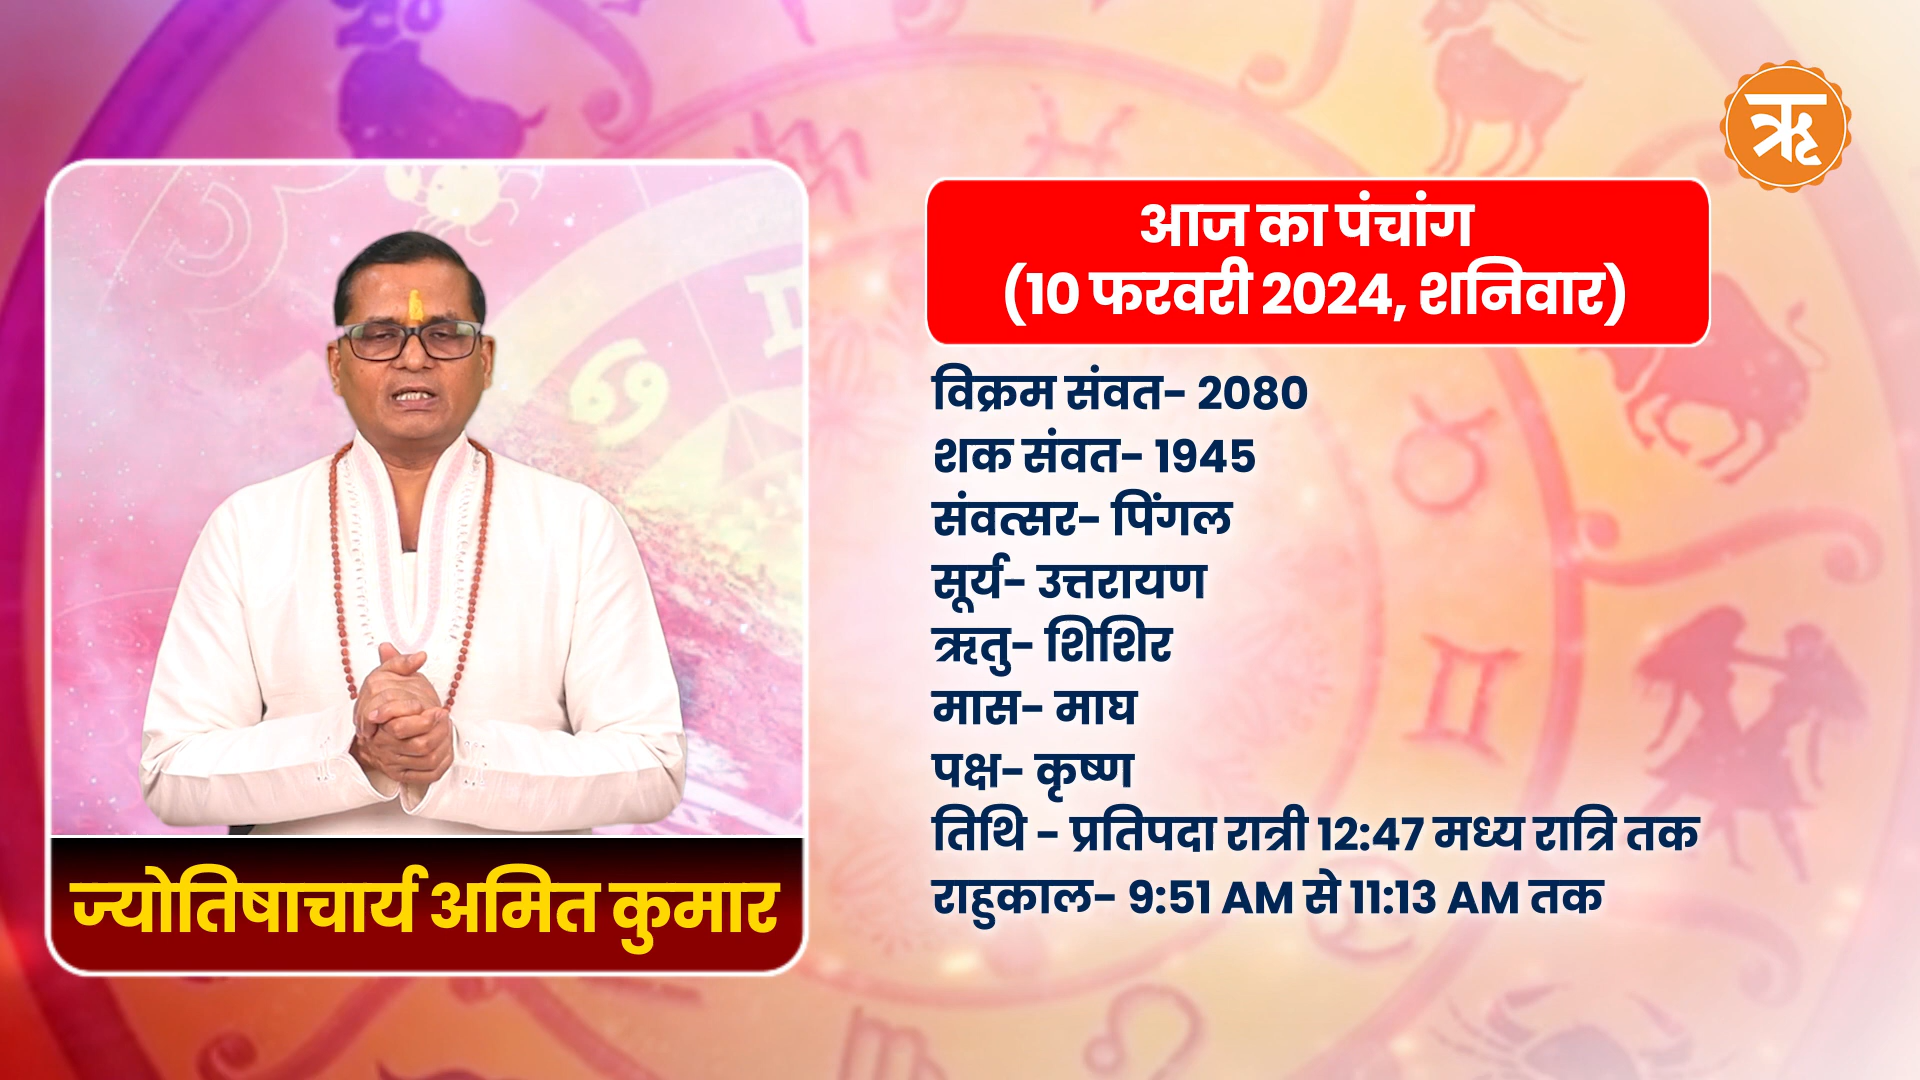 ऋ
आज का पंचांग
(10 फरवरी 2024, शनिवार)
विक्रम संवत- 2080
शक संवत- 1945
संवत्सर- पिंगल
सूर्य- उत्तरायण
ऋतु- शिशिर
मास- माघ
पक्ष- कृष्ण
तिथि - प्रतिपदा रात्री 12:47 मध्य रात्रि तक
राहुकाल- 9:51 AM से 11:13 AM तक
ज्योतिषाचार्य अमित कुमार